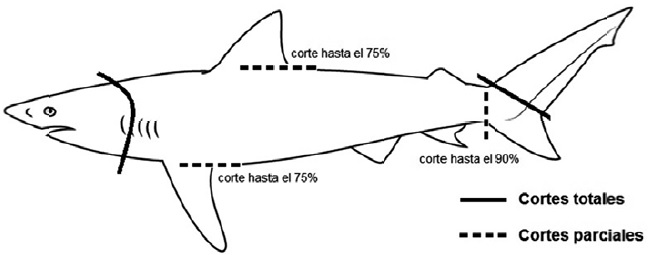 corte hasta el 75%
corte hasta el 75%
corte hasta el 90%
Cortes totales
Cortes parciales